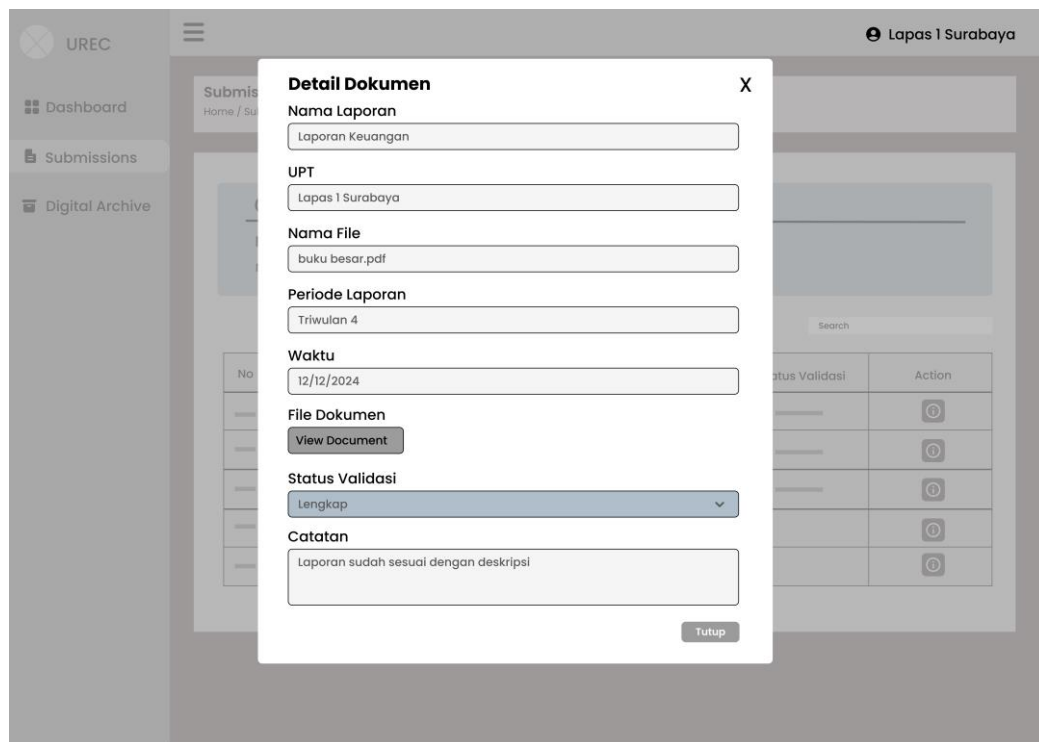 UREC
Lapas 1 Surabaya
Dashboard
Submissions
Digital Archive
Submis
Home / Su
Detail Dokumen
X
Nama Laporan
Laporan Keuangan
UPT
Lapas 1 Surabaya
Nama File
buku besar.pdf
Periode Laporan
Triwulan 4
Waktu
12/12/2024
File Dokumen
View Document
Status Validasi
Lengkap
Catatan
Laporan sudah sesuai dengan deskripsi
Tutup
Search
No
atus Validasi
Action